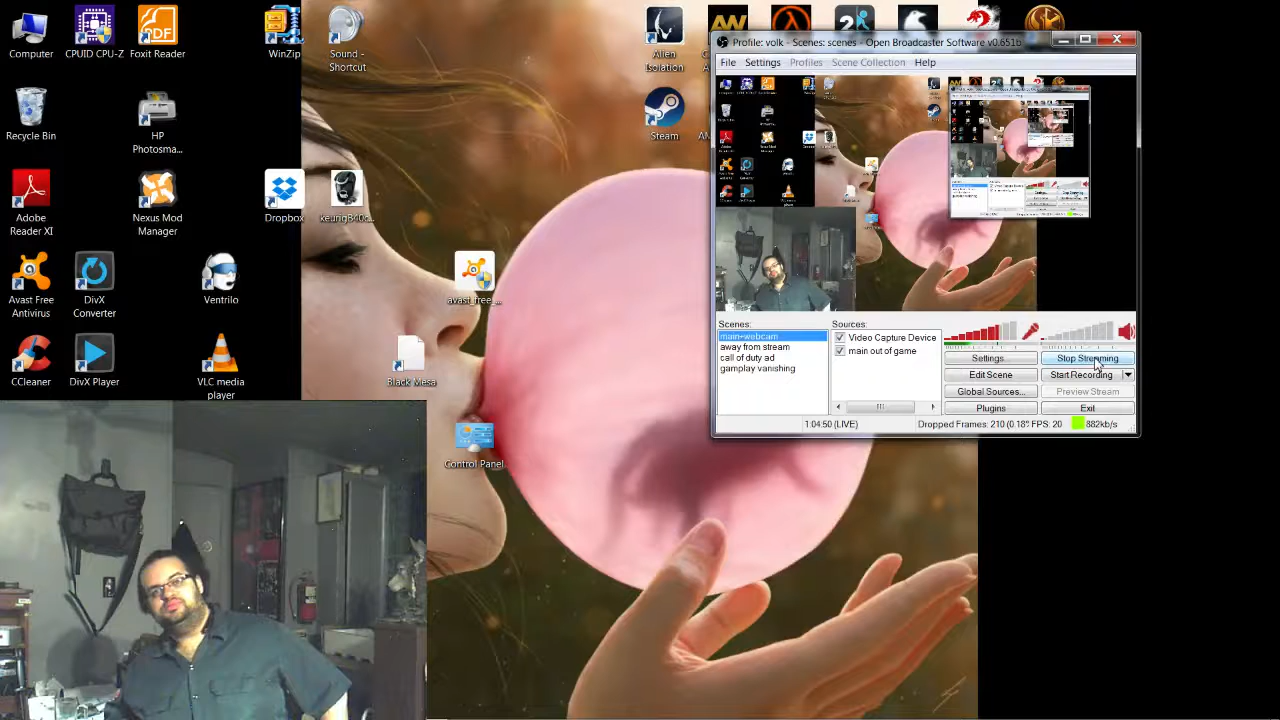 Computer
CPUID CPU-Z
Foxit Reader
WinZip
Sound -
Shortcut
Alien
Isolation
Recycle Bin
HP
Photosma...
Steam
Adobe
Reader XI
Nexus Mod
Manager
Dropbox
Avast Free
Antivirus
DivX
Converter
Ventrilo
avast_free_...
CCleaner
DivX Player
VLC media
player
Black Mesa
Control Panel
Profile: volk - Scenes: scenes - Open Broadcaster Software v0.651b
File Settings Profiles Scene Collection Help
Scenes:
main+webcam
away from stream
call of duty ad
gamplay vanishing
Sources:
Video Capture Device
main out of game
Settings...
Stop Streaming
Edit Scene
Start Recording
Global Sources...
Preview Stream
Plugins
Exit
1:04:50 (LIVE)
Dropped Frames: 210 (0.18% FPS: 20
882kb/s